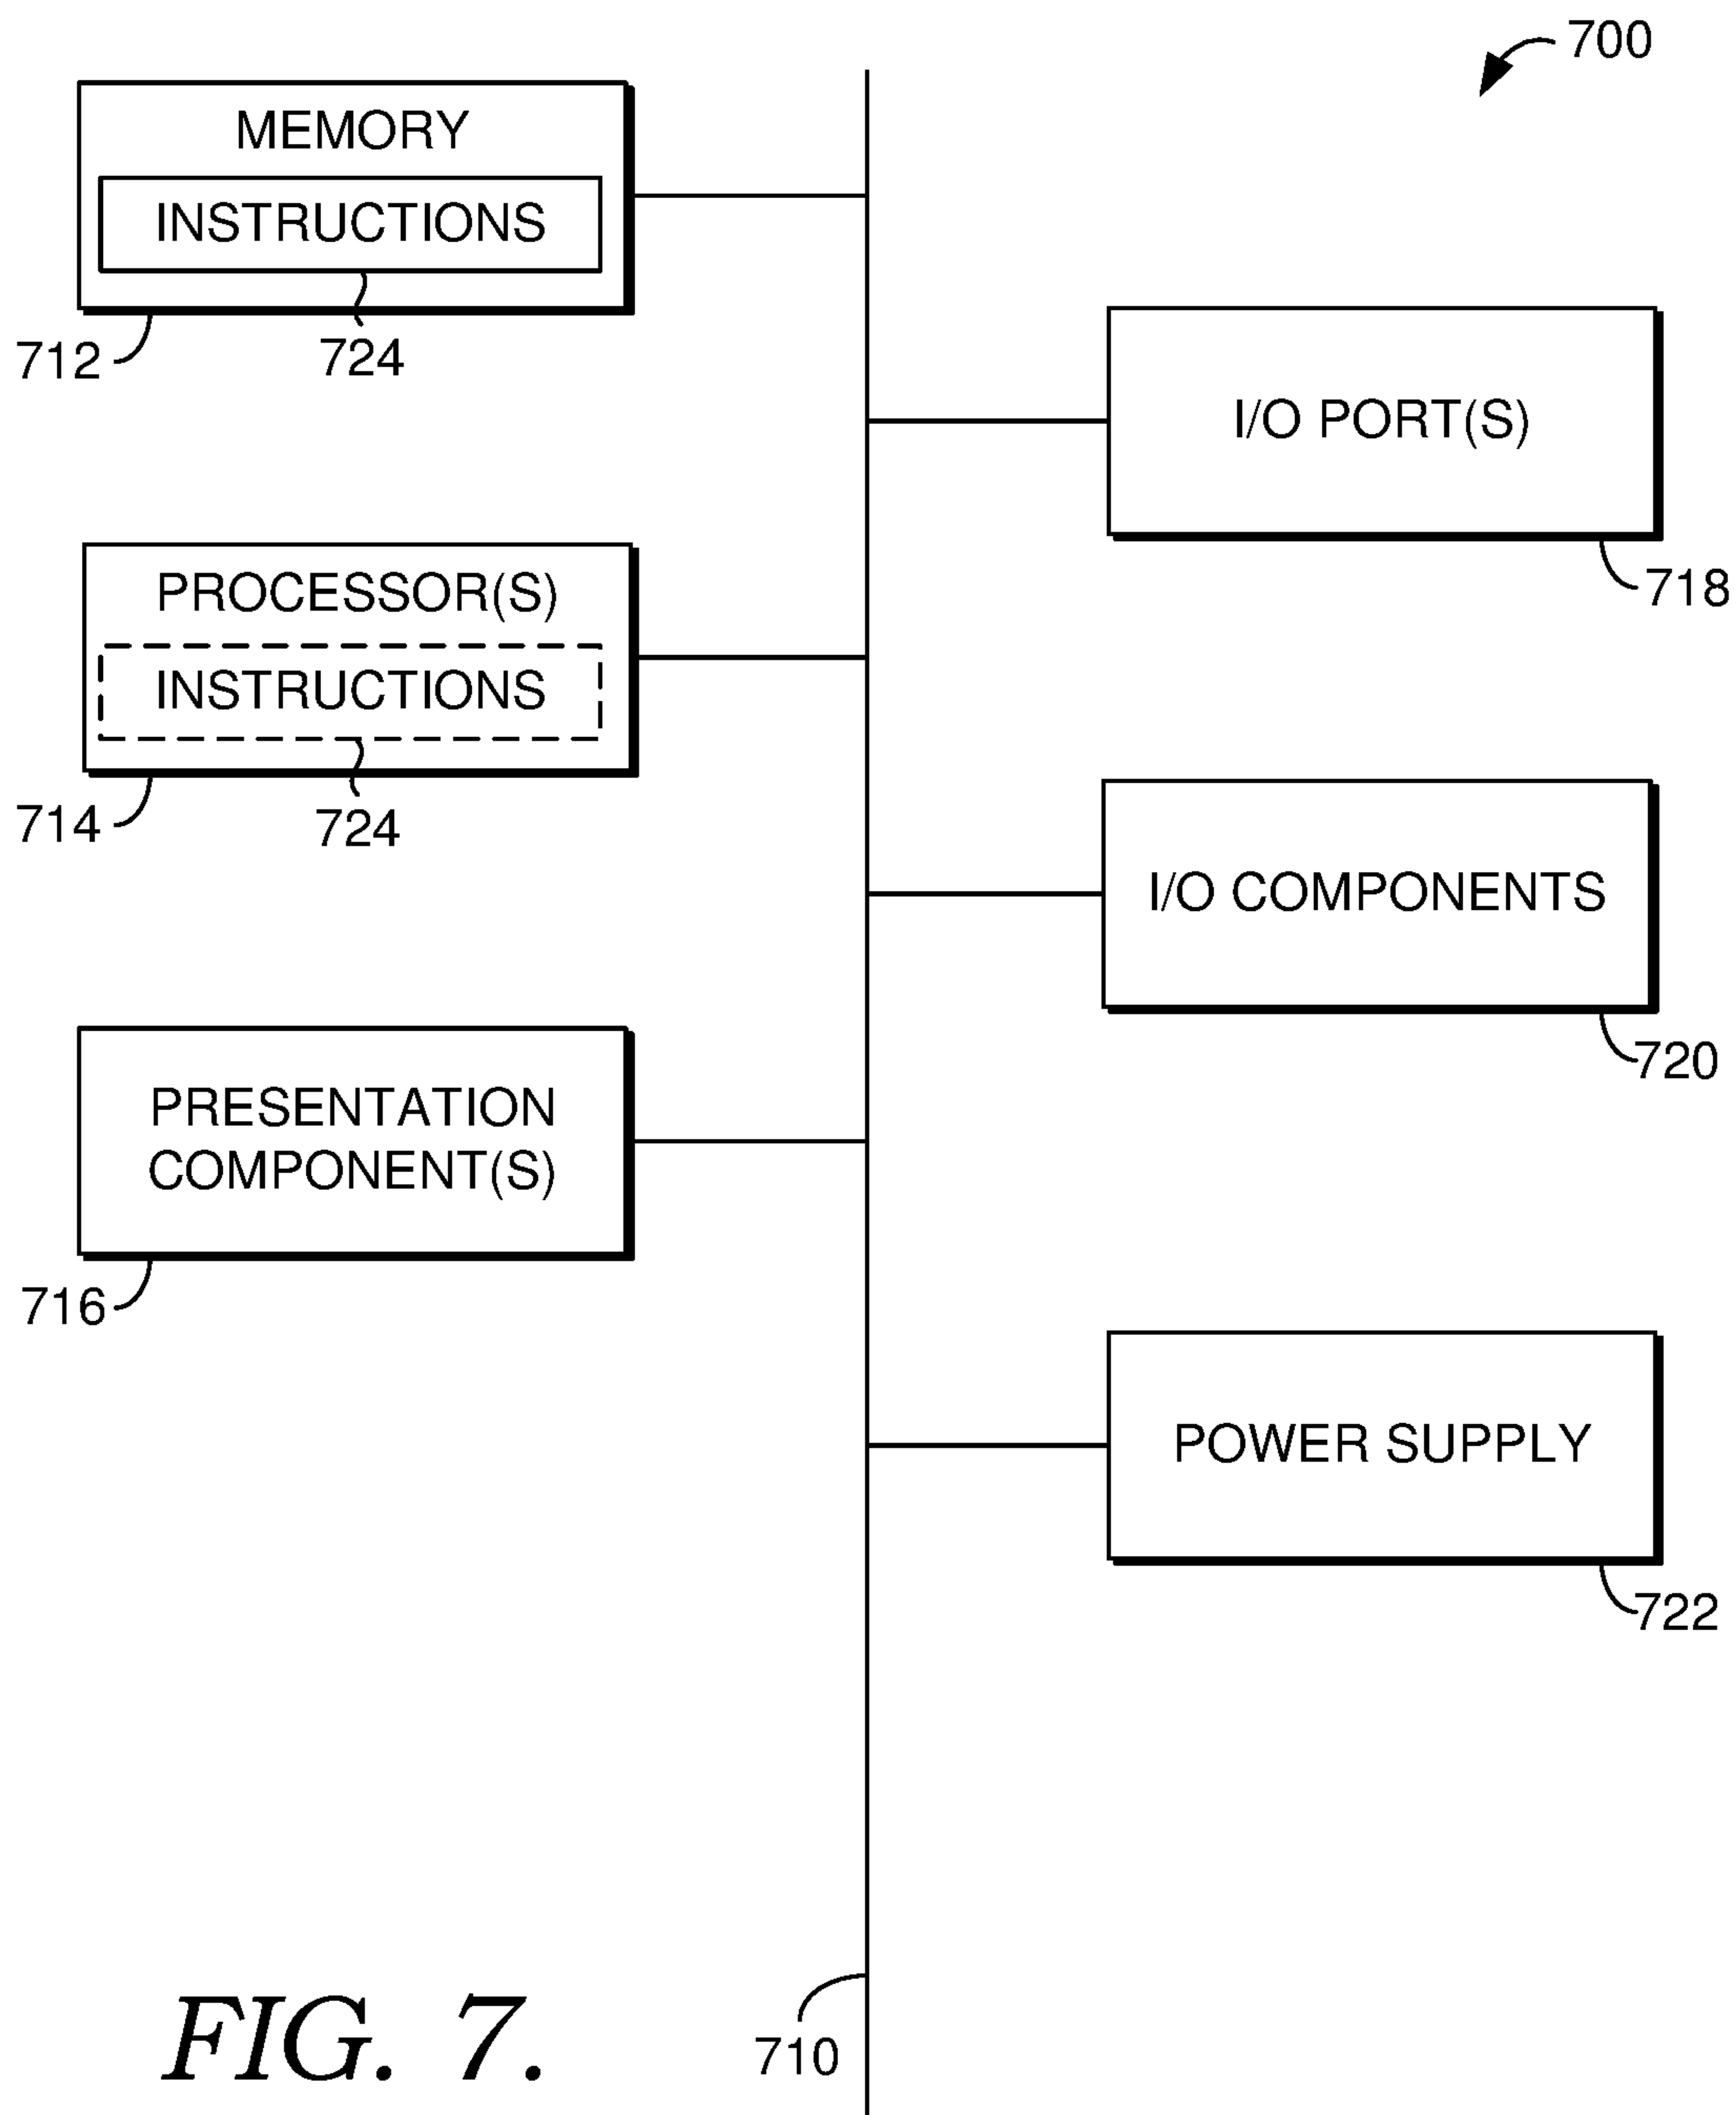 700
MEMORY
INSTRUCTIONS
712
724
I/O PORT(S)
718
PROCESSOR(S)
INSTRUCTIONS
714
724
I/O COMPONENTS
720
PRESENTATION
COMPONENT(S)
716
POWER SUPPLY
722
710
FIG. 7.